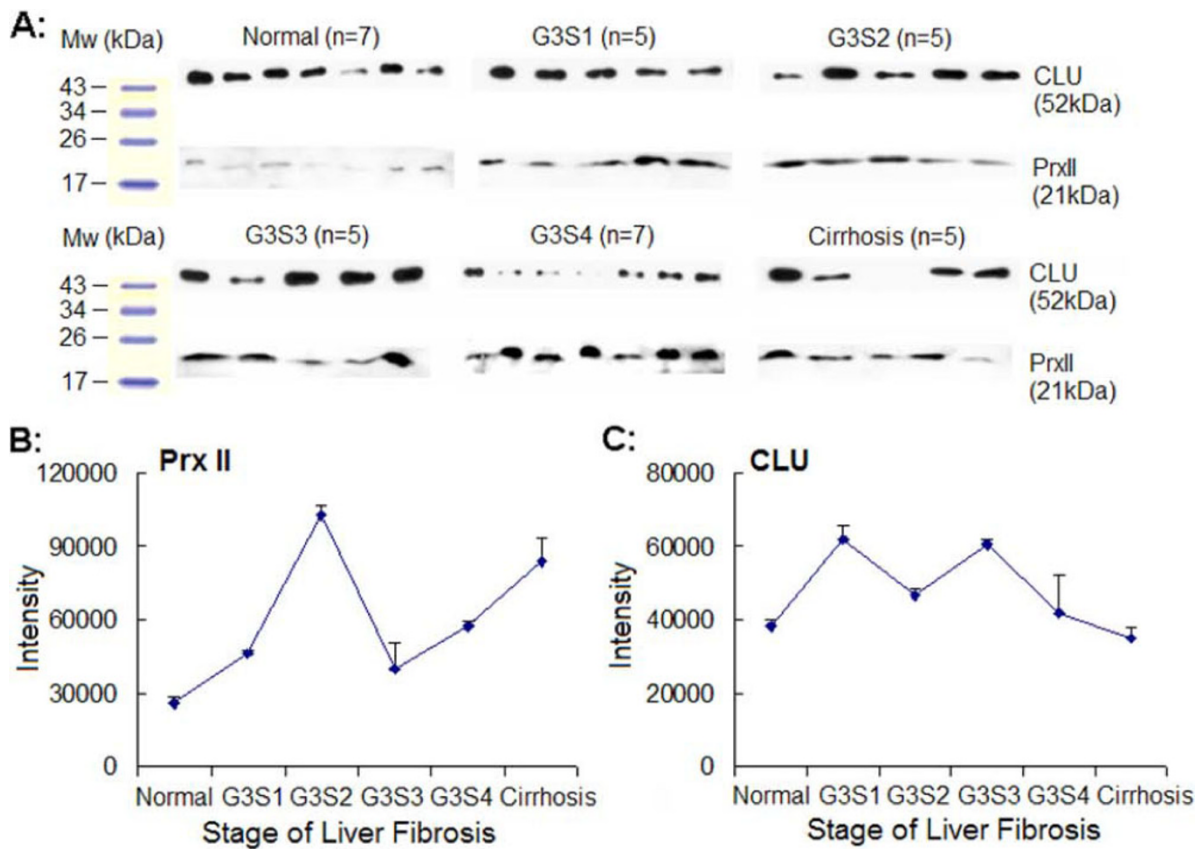 A:
Mw (kDa) Normal (n=7) G3S1 (n=5) G3S2 (n=5)
43 CLU
34 (52kDa)
26
PrxII
17 (21kDa)
Mw (kDa) G3S3 (n=5) G3S4 (n=7) Cirrhosis (n=5)
43 CLU
34 (52kDa)
26
PrxII
17 (21kDa)
B:
Prx II
120000
90000
60000
30000
0
Intensity
Normal G3S1 G3S2 G3S3 G3S4 Cirrhosis
Stage of Liver Fibrosis
C:
CLU
80000
60000
40000
20000
0
Intensity
Normal G3S1 G3S2 G3S3 G3S4 Cirrhosis
Stage of Liver Fibrosis